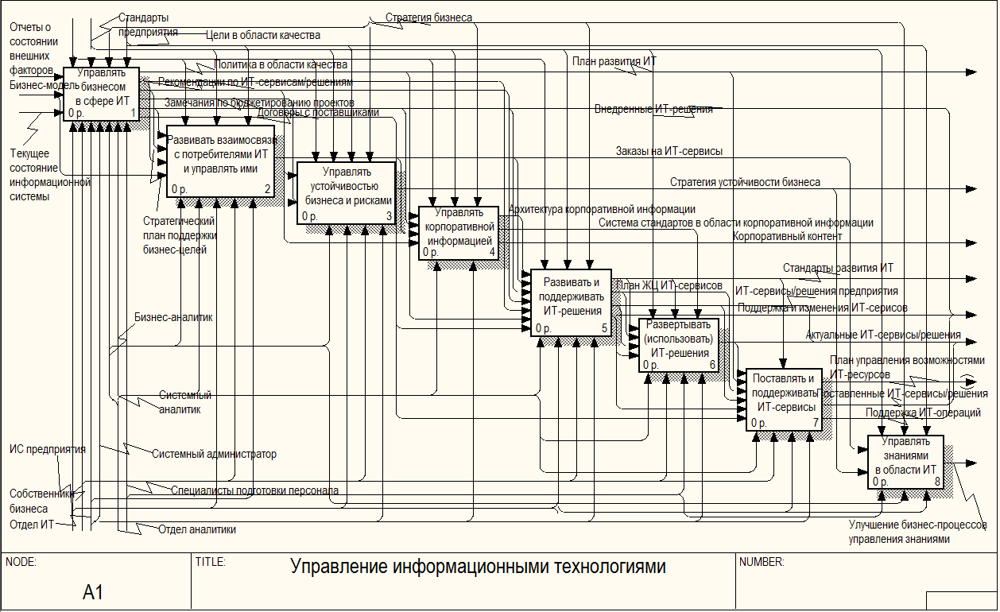 Отчеты о
состоянии
внешних
факторов
Бизнес-модель
Стандарты
предприятия
Цели в области качества
Стратегия бизнеса
Политика в области качества
План развития ИТ
Управлять
бизнесом
в сфере ИТ
0 р. 1
Рекомендации по ИТ-сервисам/решениям
Замечания по бюджетированию проектов
Договоры с поставщиками
Внедренные ИТ-решения
Текущее
состояние
информационной
системы
Развивать взаимосвязи
с потребителями ИТ
и управлять ими
0 р. 2
Заказы на ИТ-сервисы
Управлять
устойчивостью
бизнеса и рисками
0 р. 3
Стратегия устойчивости бизнеса
Стратегический
план поддержки
бизнес-целей
Управлять
корпоративной
информацией
0 р. 4
Архитектура корпоративной информации
Система стандартов в области корпоративной информации
Корпоративный контент
Развивать и
поддерживать
ИТ-решения
0 р. 5
Стандарты развития ИТ
План ЖЦ ИТ-сервисов
ИТ-сервисы/решения предприятия
Поддержка и изменения ИТ-серисов
Бизнес-аналитик
Развертывать
(использовать)
ИТ-решения
0 р. 6
Актуальные ИТ-сервисы/решения
План управления возможностями
ИТ-ресурсов
Поставлять и
поддерживать
ИТ-сервисы
0 р. 7
Поставленные ИТ-сервисы/решения
Поддержка ИТ-операций
Системный
аналитик
Управлять
знаниями
в области ИТ
0 р. 8
ИС предприятия
Системный администратор
Собственники
бизнеса
Специалисты подготовки персонала
Отдел ИТ
Отдел аналитики
Улучшение бизнес-процессов
управления знаниями
NODE:
A1
TITLE:
Управление информационными технологиями
NUMBER: